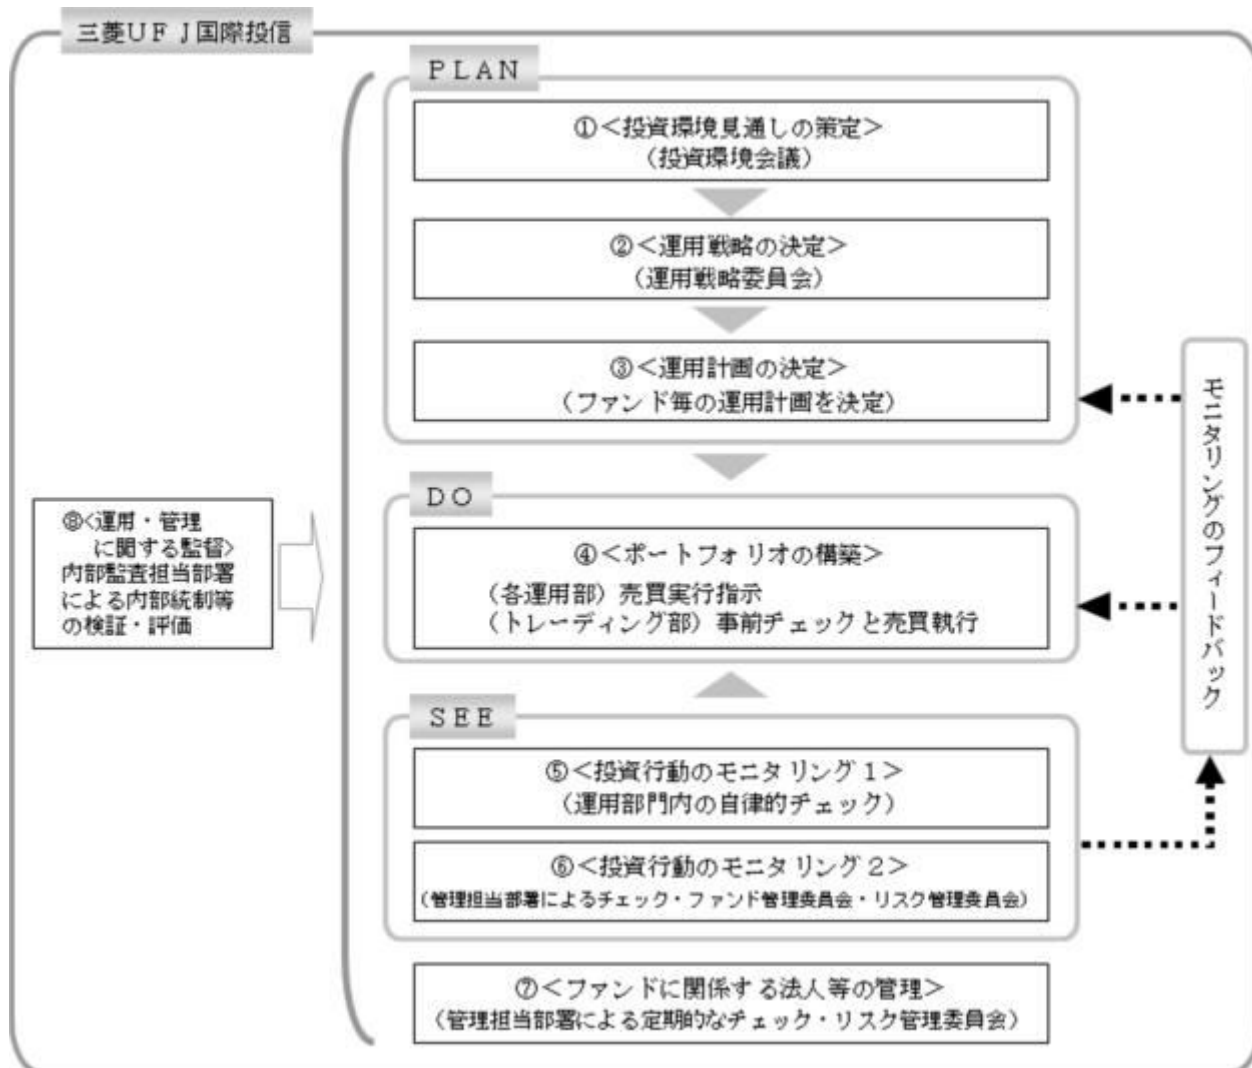 三菱UFJ国際投信
PLAN
①<投資環境見通しの策定>
（投資環境会議）
②<運用戦略の決定>
（運用戦略委員会）
③<運用計画の決定>
（ファンド毎の運用計画を決定）
DO
④<ポートフォリオの構築>
（各運用部）売買実行指示
（トレーディング部）事前チェックと売買執行
SEE
⑤<投資行動のモニタリング1>
（運用部門内の自律的チェック）
⑥<投資行動のモニタリング2>
（管理担当部署によるチェック・ファンド管理委員会・リスク管理委員会）
⑦<ファンドに関係する法人等の管理>
（管理担当部署による定期的なチェック・リスク管理委員会）
⑧<運用・管理
に関する監督>
内部監査担当部署
による内部統制等
の検証・評価
モニタリングのフィードバック